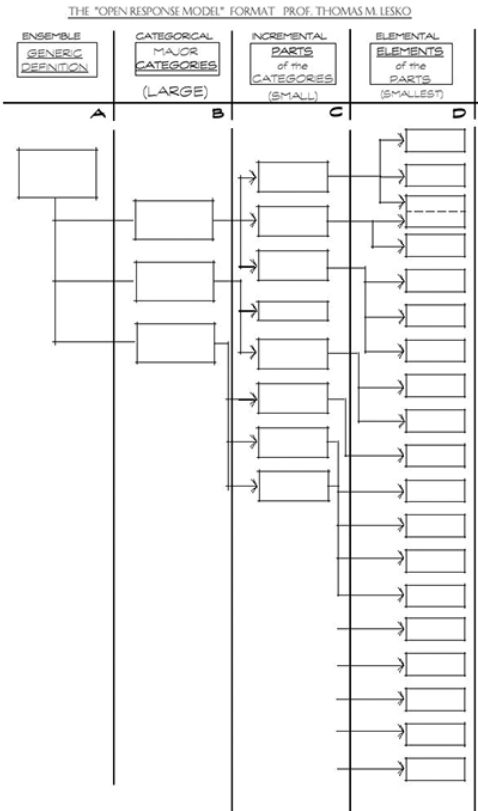 THE "OPEN RESPONSE MODEL" FORMAT PROF. THOMAS M. LESKO
ENSEMBLE
GENERIC
DEFINITION
A
CATEGORICAL
MAJOR
CATEGORIES
(LARGE)
B
INCREMENTAL
PARTS
of the
CATEGORIES
(SMALL)
C
ELEMENTAL
ELEMENTS
of the
PARTS
(SMALLEST)
D